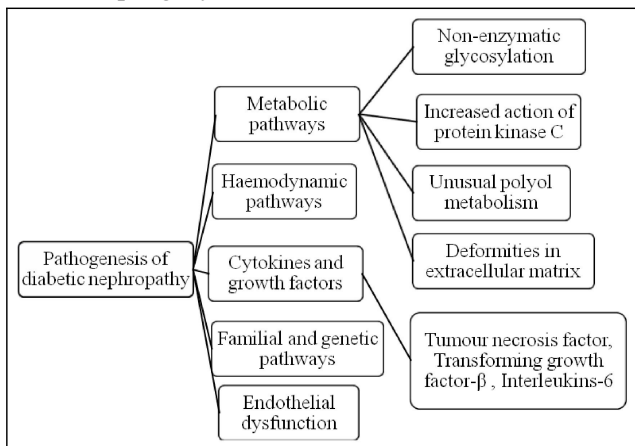 Pathogenesis of
diabetic nephropathy
Metabolic
pathways
Haemodynamic
pathways
Cytokines and
growth factors
Familial and genetic
pathways
Endothelial
dysfunction
Non-enzymatic
glycosylation
Increased action of
protein kinase C
Unusual polyol
metabolism
Deformities in
extracellular matrix
Tumour necrosis factor,
Transforming growth
factor-β , Interleukins-6